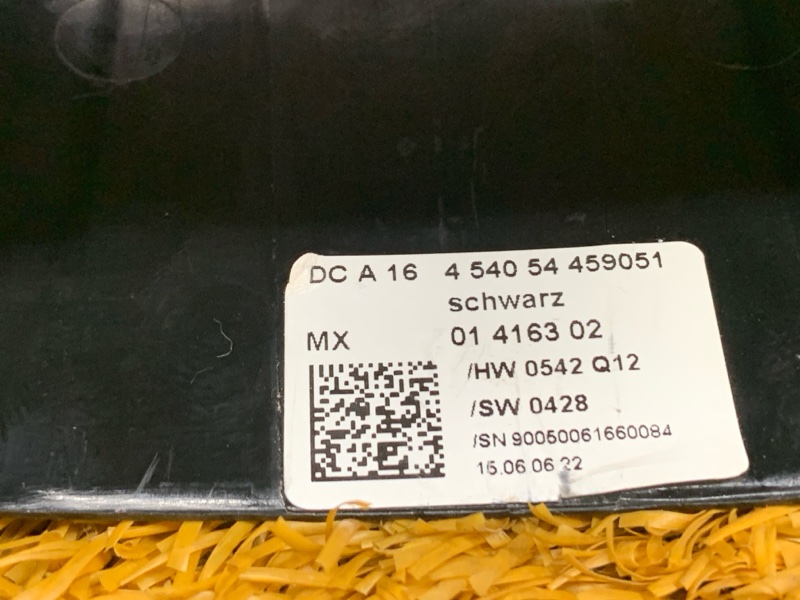 DC A 16 4 540 54 459051
schwarz
MX 01 4163 02
/HW 0542 Q12
/SW 0428
/SN 90050061660084
15.06 06 22